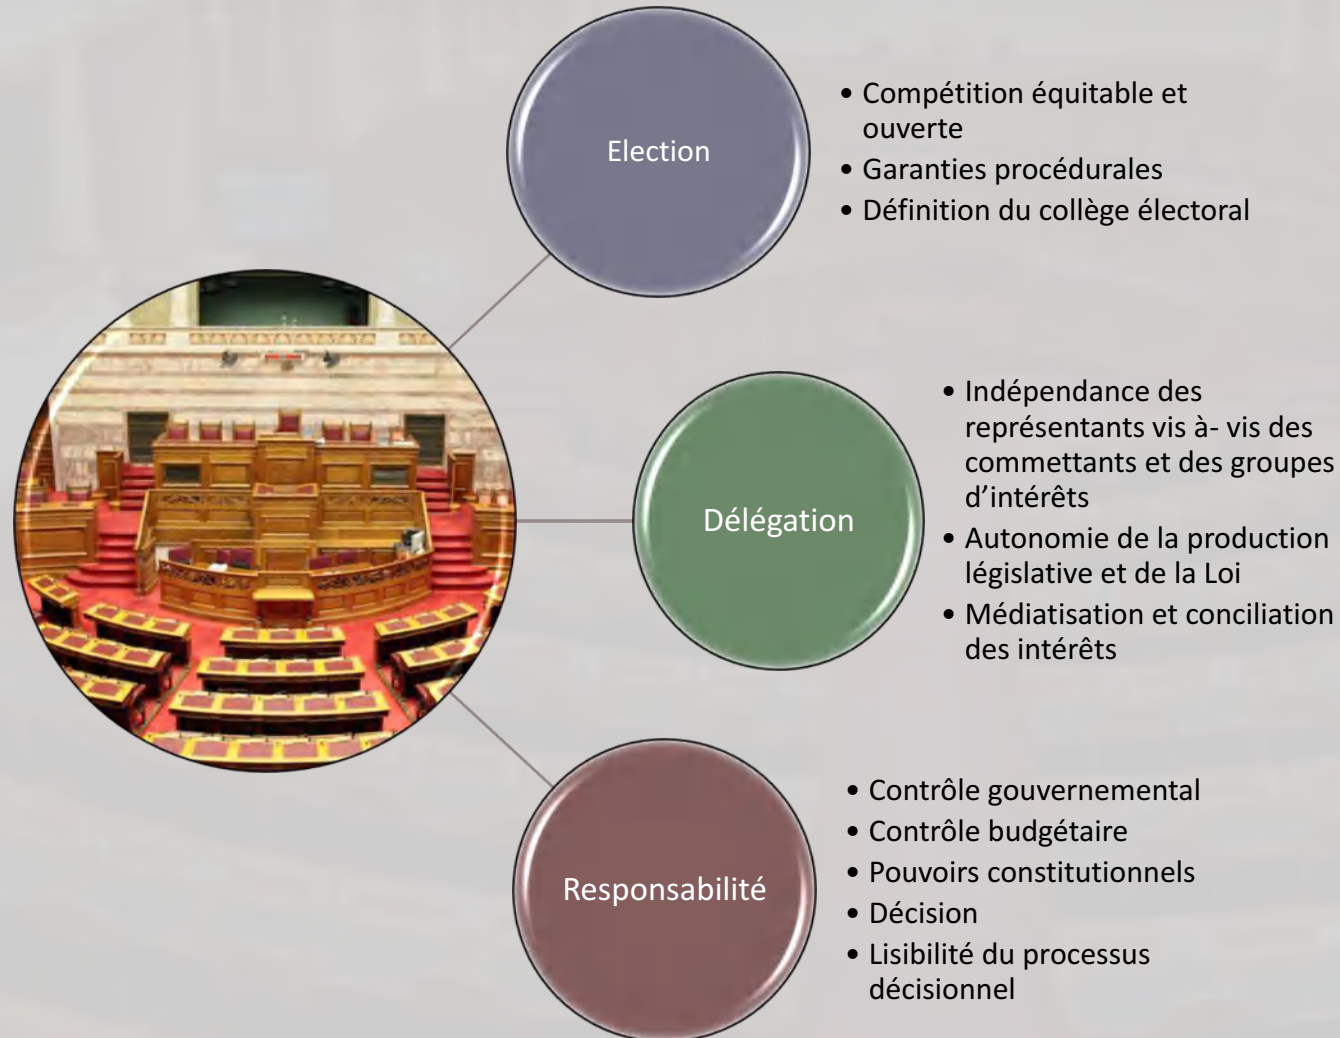 Election
• Compétition équitable et
ouverte
• Garanties procédurales
• Définition du collège électoral
Délégation
• Indépendance des
représentants vis à- vis des
commettants et des groupes
d’intérêts
• Autonomie de la production
législative et de la Loi
• Médiatisation et conciliation
des intérêts
Responsabilité
• Contrôle gouvernemental
• Contrôle budgétaire
• Pouvoirs constitutionnels
• Décision
• Lisibilité du processus
décisionnel